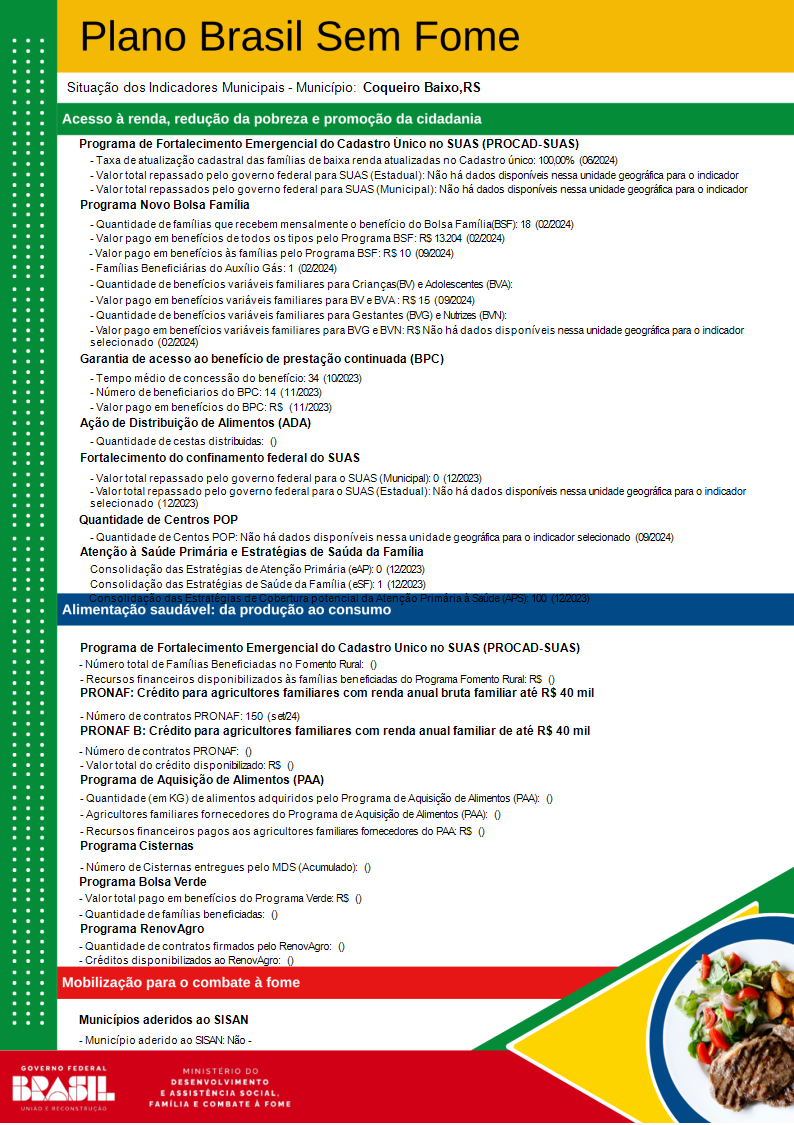 Plano Brasil Sem Fome
Situação dos Indicadores Municipais - Município: Coqueiro Baixo,RS
Acesso à renda, redução da pobreza e promoção da cidadania
Programa de Fortalecimento Emergencial do Cadastro Único no SUAS (PROCAD-SUAS)
- Taxa de atualização cadastral das famílias de baixa renda atualizadas no Cadastro único: 100,00% (06/2024)
- Valor total repassado pelo governo federal para SUAS (Estadual): Não há dados disponíveis nessa unidade geográfica para o indicador
- Valor total repassados pelo governo federal para SUAS (Municipal): Não há dados disponíveis nessa unidade geográfica para o indicador
Programa Novo Bolsa Família
- Quantidade de famílias que recebem mensalmente o benefício do Bolsa Família(BSF): 18 (02/2024)
- Valor pago em benefícios de todos os tipos pelo Programa BSF: R$ 13.204 (02/2024)
- Valor pago em benefícios às famílias pelo Programa BSF: R$ 10 (09/2024)
- Famílias Beneficiárias do Auxílio Gás: 1 (02/2024)
- Quantidade de benefícios variáveis familiares para Crianças(BV) e Adolescentes (BVA):
- Valor pago em benefícios variáveis familiares para BV e BVA : R$ 15 (09/2024)
- Quantidade de benefícios variáveis familiares para Gestantes (BVG) e Nutrizes (BVN):
- Valor pago em benefícios variáveis familiares para BVG e BVN: R$ Não há dados disponíveis nessa unidade geográfica para o indicador
selecionado (02/2024)
Garantia de acesso ao benefício de prestação continuada (BPC)
- Tempo médio de concessão do benefício: 34 (10/2023)
- Número de beneficiarios do BPC: 14 (11/2023)
- Valor pago em benefícios do BPC: R$ (11/2023)
Ação de Distribuição de Alimentos (ADA)
- Quantidade de cestas distribuidas: ()
Fortalecimento do confinamento federal do SUAS
- Valor total repassado pelo governo federal para o SUAS (Municipal): 0 (12/2023)
- Valor total repassado pelo governo federal para o SUAS (Estadual): Não há dados disponíveis nessa unidade geográfica para o indicador
selecionado (12/2023)
Quantidade de Centros POP
- Quantidade de Centos POP: Não há dados disponíveis nessa unidade geográfica para o indicador selecionado (09/2024)
Atenção à Saúde Primária e Estratégias de Saúda da Família
Consolidação das Estratégias de Atenção Primária (eAP): 0 (12/2023)
Consolidação das Estratégias de Saúde da Família (eSF): 1 (12/2023)
Consolidação das Estratégias de Cobertura potencial da Atenção Primária à Saúde (APS): 100 (12/2023)
Alimentação saudável: da produção ao consumo
Programa de Fortalecimento Emergencial do Cadastro Unico no SUAS (PROCAD-SUAS)
- Número total de Famílias Beneficiadas no Fomento Rural: ()
- Recursos financeiros disponibilizados às famílias beneficiadas do Programa Fomento Rural: R$ ()
PRONAF: Crédito para agricultores familiares com renda anual bruta familiar até R$ 40 mil
- Número de contratos PRONAF: 150 (set/24)
PRONAF B: Crédito para agricultores familiares com renda anual familiar de até R$ 40 mil
- Número de contratos PRONAF: ()
- Valor total do crédito disponibilizado: R$ ()
Programa de Aquisição de Alimentos (PAA)
- Quantidade (em KG) de alimentos adquiridos pelo Programa de Aquisição de Alimentos (PAA): ()
- Agricultores familiares fornecedores do Programa de Aquisição de Alimentos (PAA): ()
- Recursos financeiros pagos aos agricultores familiares fornecedores do PAA: R$ ()
Programa Cisternas
- Número de Cisternas entregues pelo MDS (Acumulado): ()
Programa Bolsa Verde
- Valor total pago em benefícios do Programa Verde: R$ ()
- Quantidade de famílias beneficiadas: ()
Programa RenovAgro
- Quantidade de contratos firmados pelo RenovAgro: ()
- Créditos disponibilizados ao RenovAgro: ()
Mobilização para o combate à fome
Municípios aderidos ao SISAN
- Município aderido ao SISAN: Não -
GOVERNO FEDERAL
BRASIL
UNIÃO E RECONSTRUÇÃO
MINISTÉRIO DO
DESENVOLVIMENTO
E ASSISTÊNCIA SOCIAL,
FAMÍLIA E COMBATE À FOME